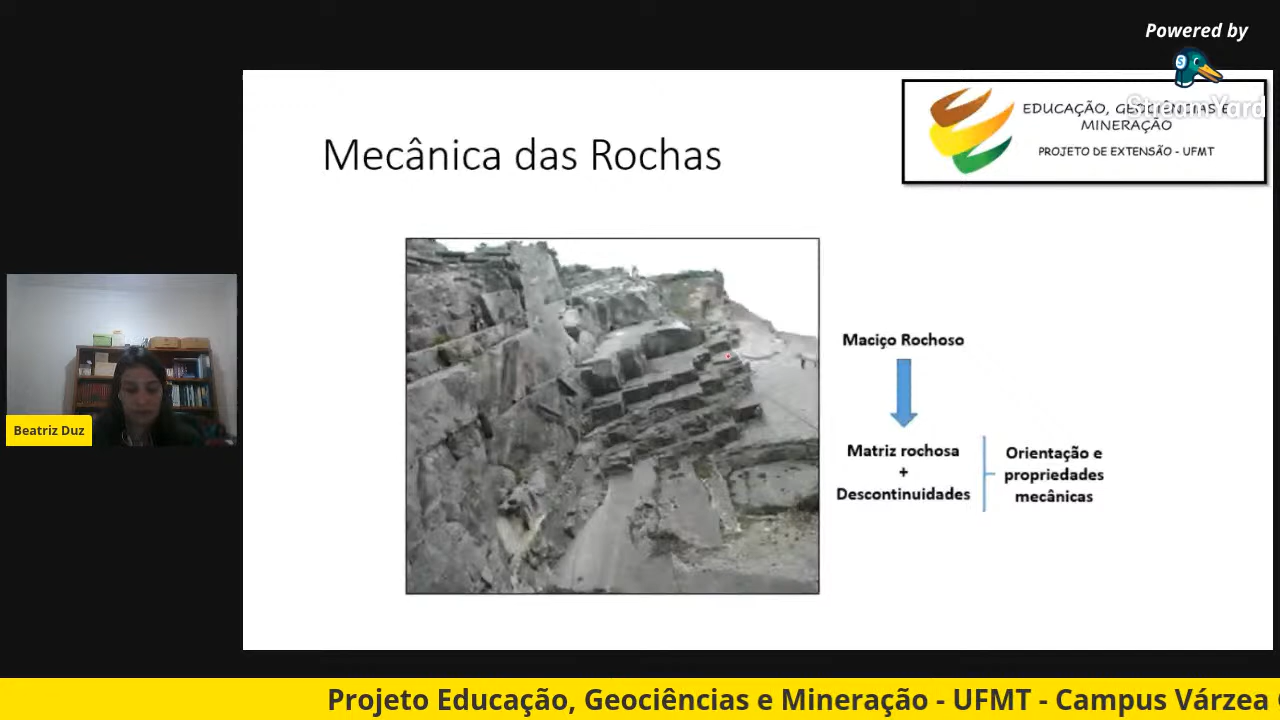 Powered by
StreamYard
EDUCAÇÃO, GEOCIÊNCIAS E
MINERAÇÃO
PROJETO DE EXTENSÃO - UFMT
Mecânica das Rochas
Maciço Rochoso
Matriz rochosa
+
Descontinuidades
Orientação e
propriedades
mecânicas
Beatriz Duz
Projeto Educação, Geociências e Mineração - UFMT - Campus Várzea